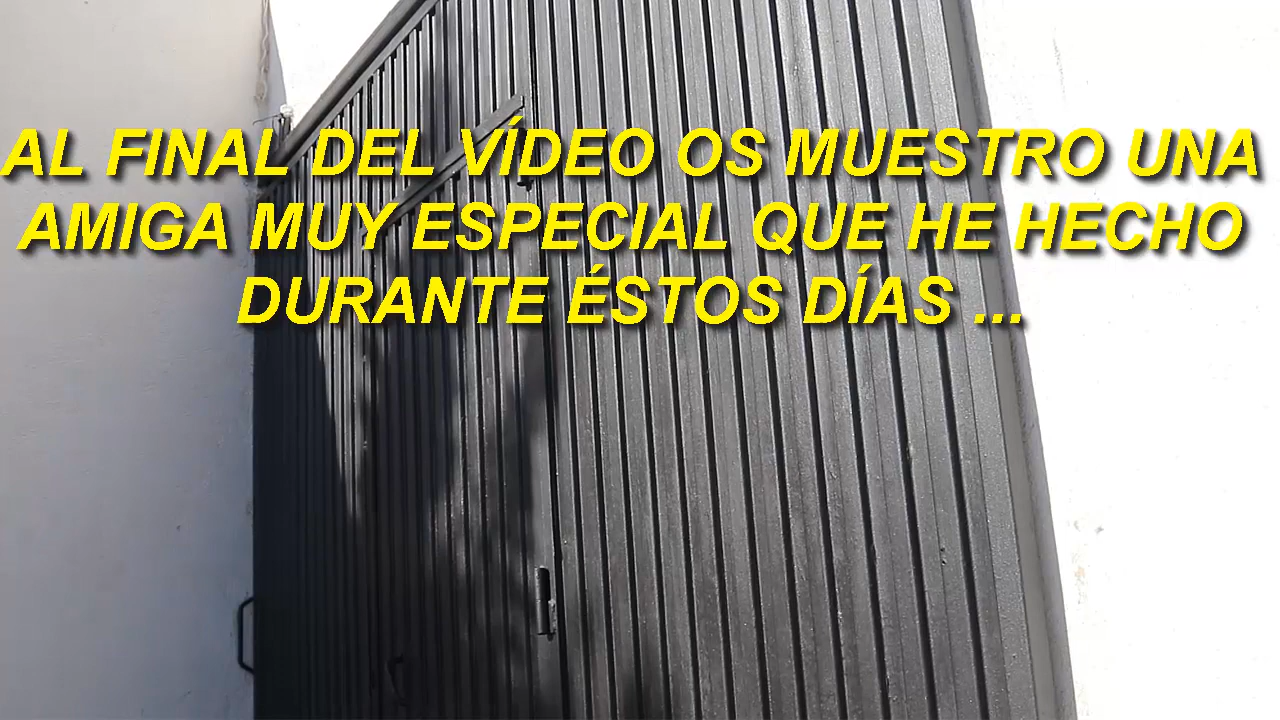 AL FINAL DEL VÍDEO OS MUESTRO UNA
AMIGA MUY ESPECIAL QUE HE HECHO
DURANTE ÉSTOS DÍAS ...